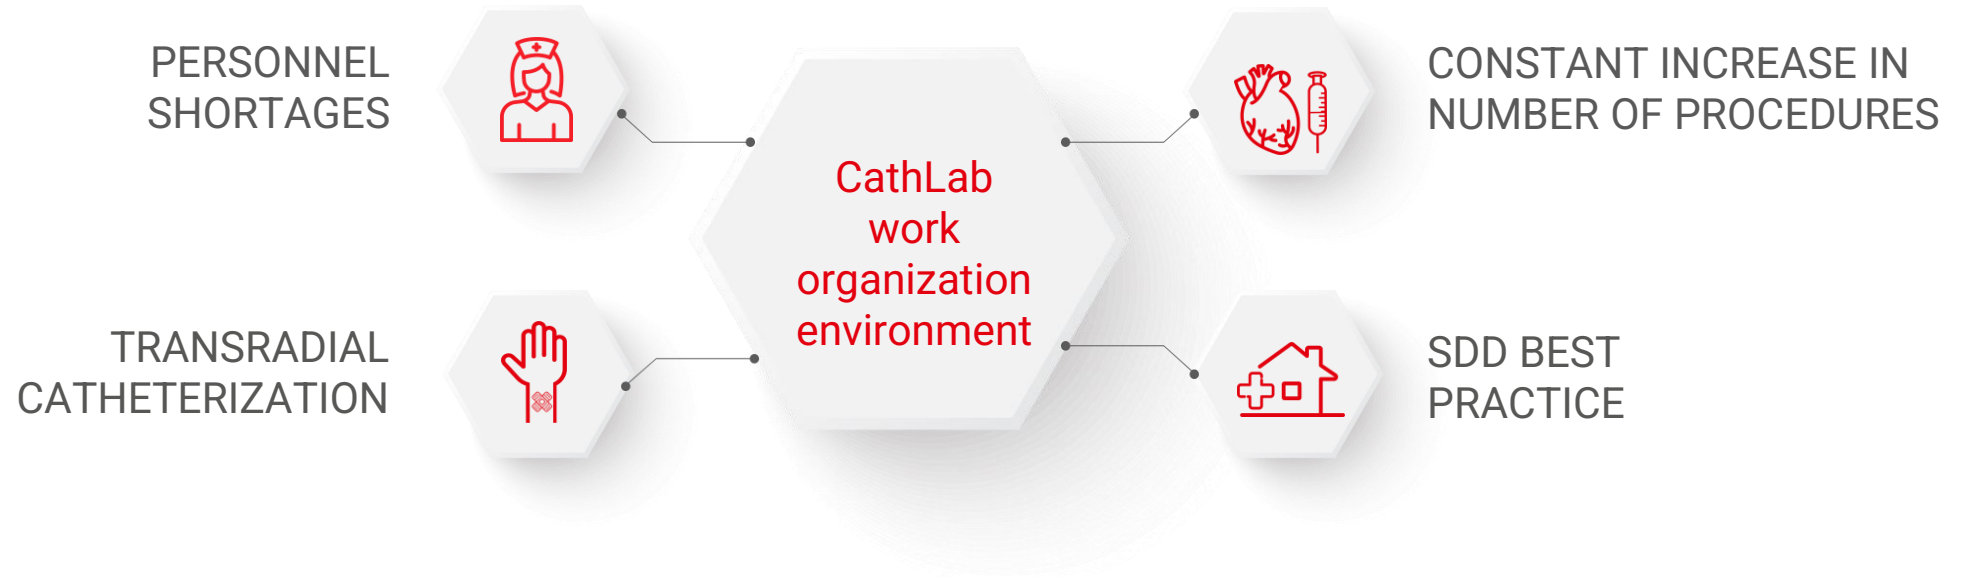 PERSONNEL
SHORTAGES
CONSTANT INCREASE IN
NUMBER OF PROCEDURES
CathLab
work
organization
environment
TRANSRADIAL
CATHETERIZATION
SDD BEST
PRACTICE